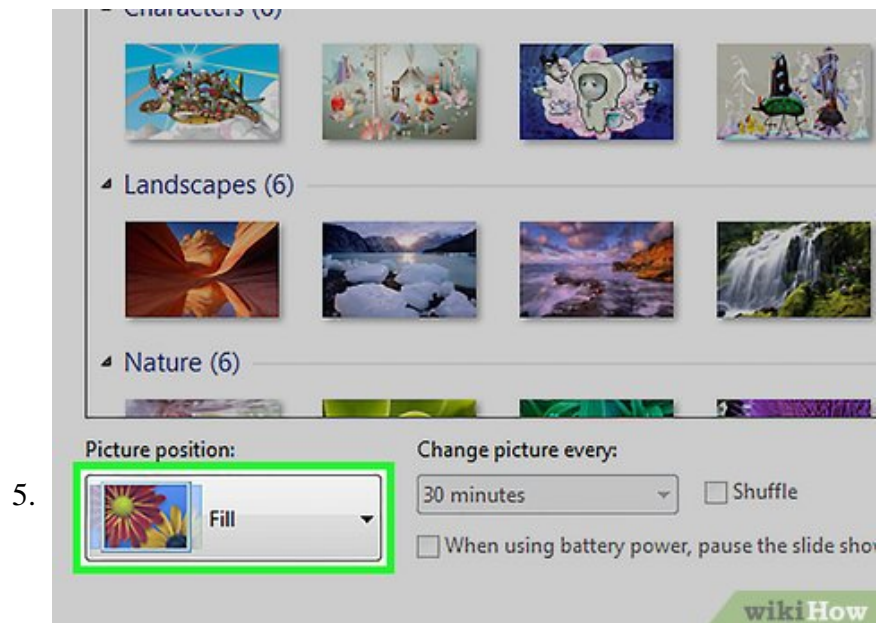 Characters (6)
Landscapes (6)
Nature (6)
Picture position:
Change picture every:
5.
Fill
30 minutes
Shuffle
When using battery power, pause the slide
wikiHow